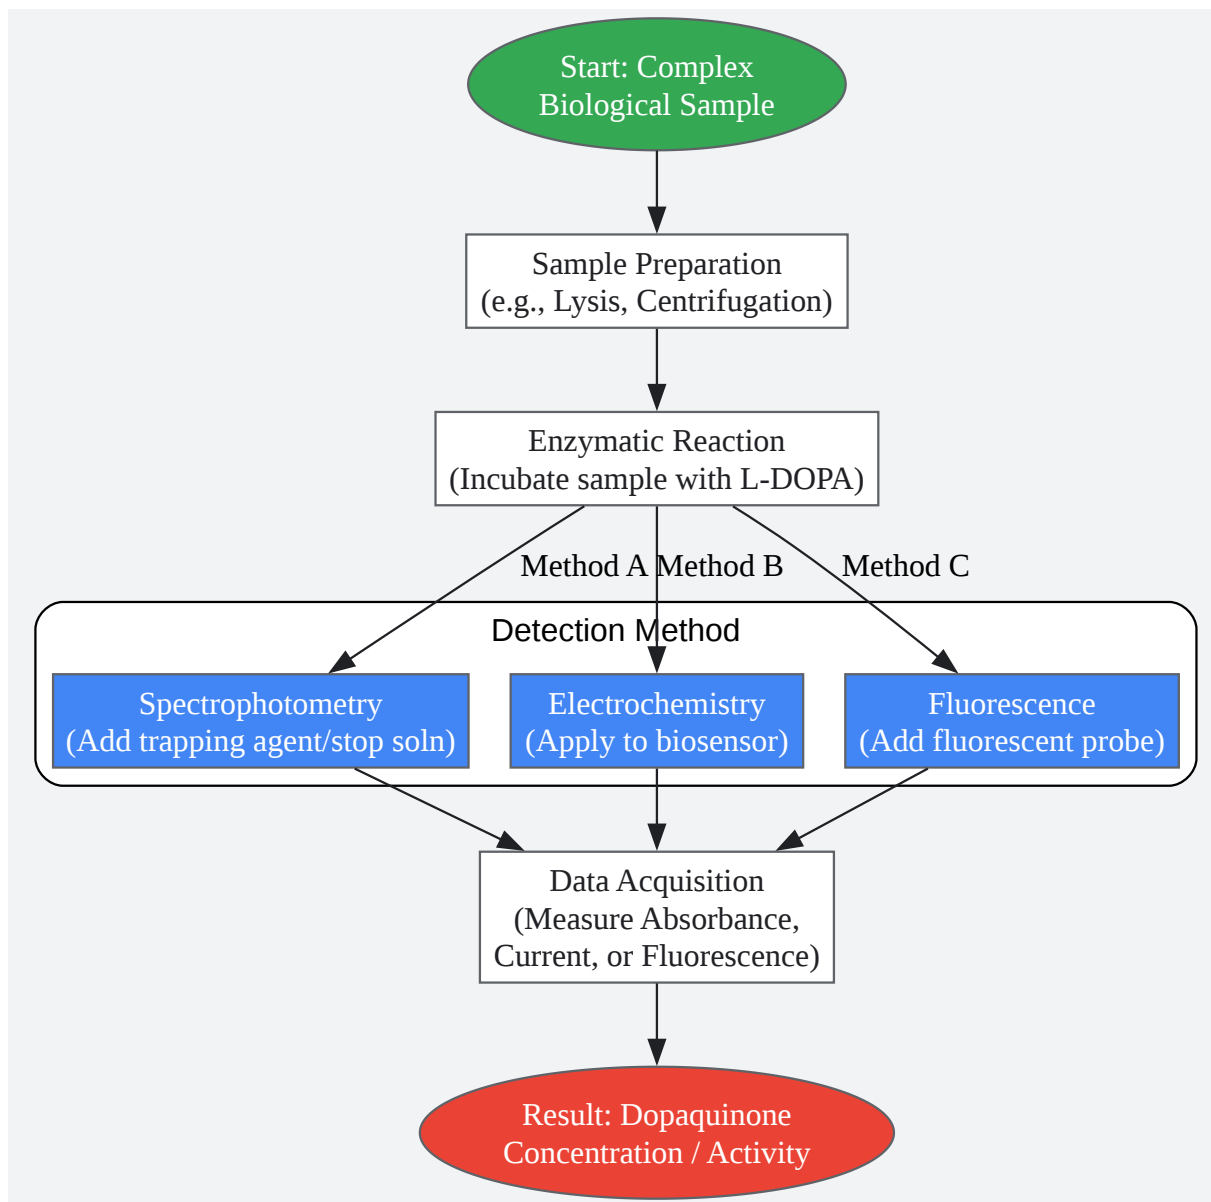 Start: Complex
Biological Sample
Sample Preparation
(e.g., Lysis, Centrifugation)
Enzymatic Reaction
(Incubate sample with L-DOPA)
Method A
Method B
Method C
Detection Method
Spectrophotometry
(Add trapping agent/stop soln)
Electrochemistry
(Apply to biosensor)
Fluorescence
(Add fluorescent probe)
Data Acquisition
(Measure Absorbance,
Current, or Fluorescence)
Result: Dopaquinone
Concentration / Activity